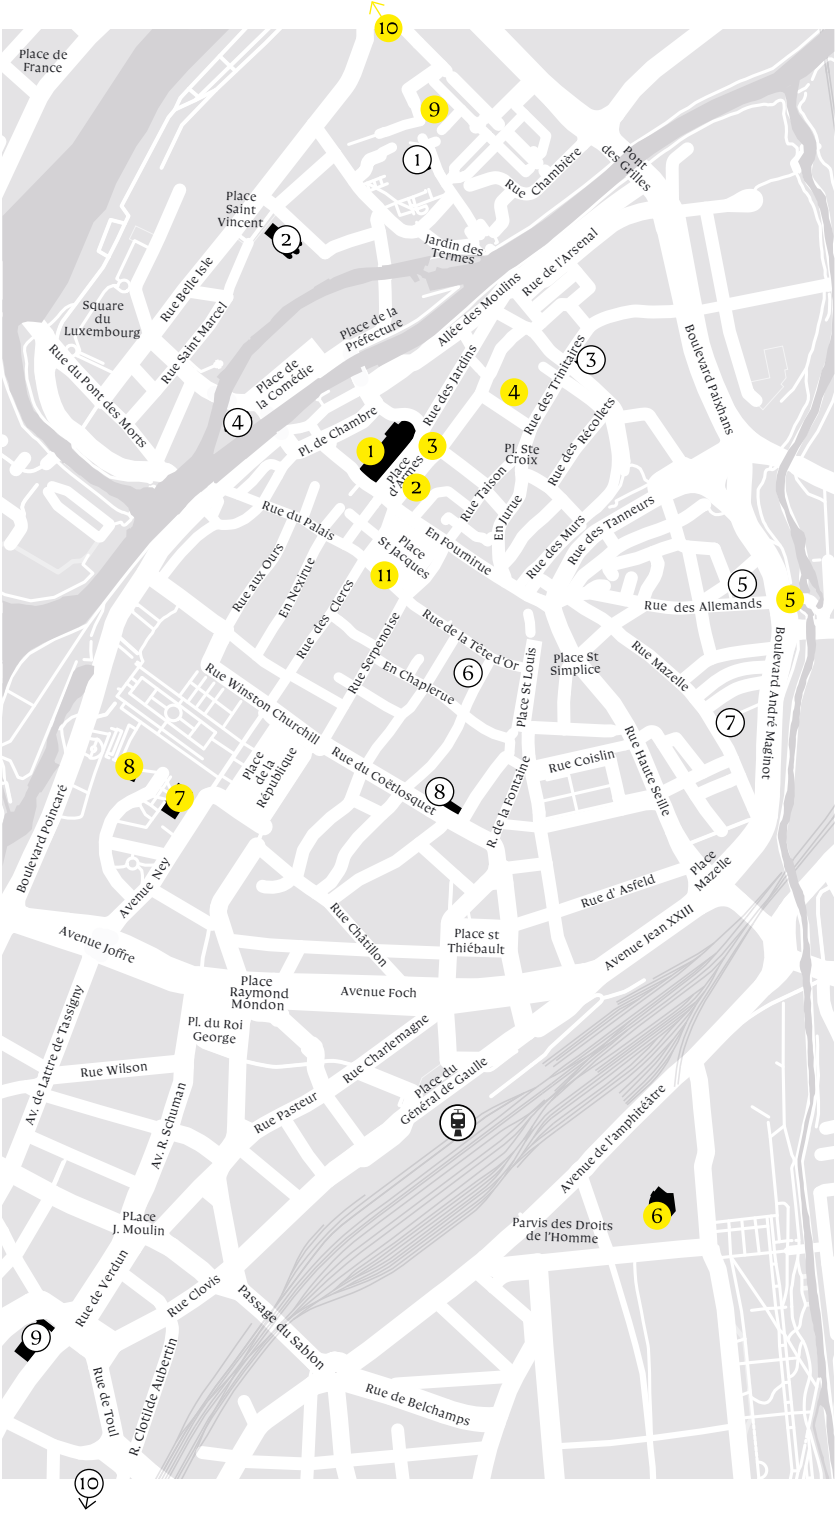 10
Place de
France
9
1
Rue Chambière
Pont
des Grilles
Place
Saint
Vincent
2
Jardin des
Termes
Rue de l'Arsenal
Rue Belle Isle
Allée des Moulins
Square
du
Luxembourg
Rue Saint Marcel
Place de la
Préfecture
Boulevard Paixhans
Rue du Pont des Morts
Place de
la Comédie
Rue des Jardins
Rue des Trinitaires
3
4
4
Pl. de Chambre
Rue des Récollets
1
3
Place
d'Armes
2
Pl. Ste
Croix
Rue Taison
En Jurue
Rue du Palais
En Fournirue
Rue des Murs
Rue des Tanneurs
Place
St Jacques
Rue aux Ours
En Nexirue
Rue des Clercs
11
5
5
Rue des Allemands
Rue Serpenoise
Rue de la Tête d'Or
Place St Louis
Place St
Simplice
Rue Mazelle
Boulevard André Maginot
6
En Chaplerue
Rue Winston Churchill
7
Rue du Coëtlosquet
Place
de la
République
Rue Coislin
Rue Haute Seille
8
7
8
R. de la Fontaine
Boulevard Poincaré
Avenue Ney
Place
Mazelle
Rue d' Asfeld
Rue Châtillon
Avenue Joffre
Place st
Thiébault
Avenue Jean XXIII
Place
Raymond
Mondon
Avenue Foch
Pl. du Roi
George
Av. de Lattre de Tassigny
Rue Wilson
Rue Charlemagne
Place du
Général de Gaulle
Av. R. Schuman
Rue Pasteur
Avenue de l'amphitéâtre
6
PLace
J. Moulin
Parvis des Droits
de l'Homme
Rue de Verdun
Rue Clovis
Passage du Sablon
9
Rue de Toul
R. Clotilde Aubertin
Rue de Belchamps
10